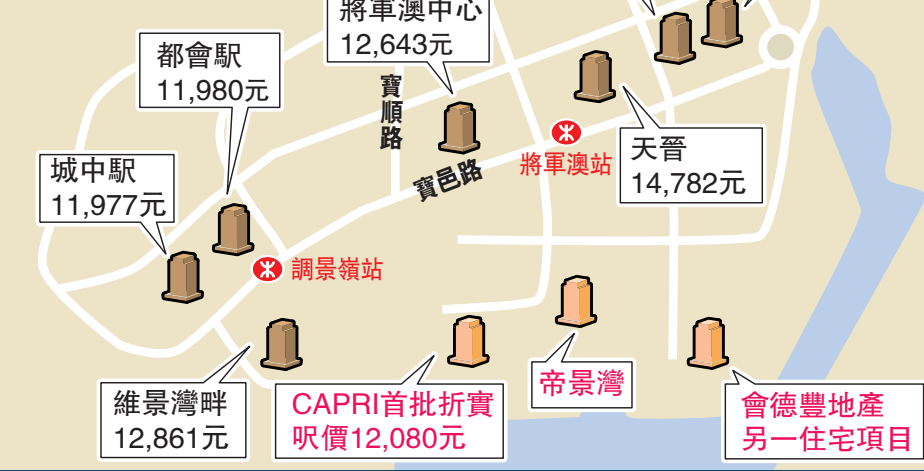 將軍澳中心
12,643元
都會駅
11,980元
寶順路
城中駅
11,977元
寶邑路
將軍澳站
天晉
14,782元
調景嶺站
維景灣畔
12,861元
CAPRI首批折實
呎價12,080元
帝景灣
會德豐地產
另一住宅項目